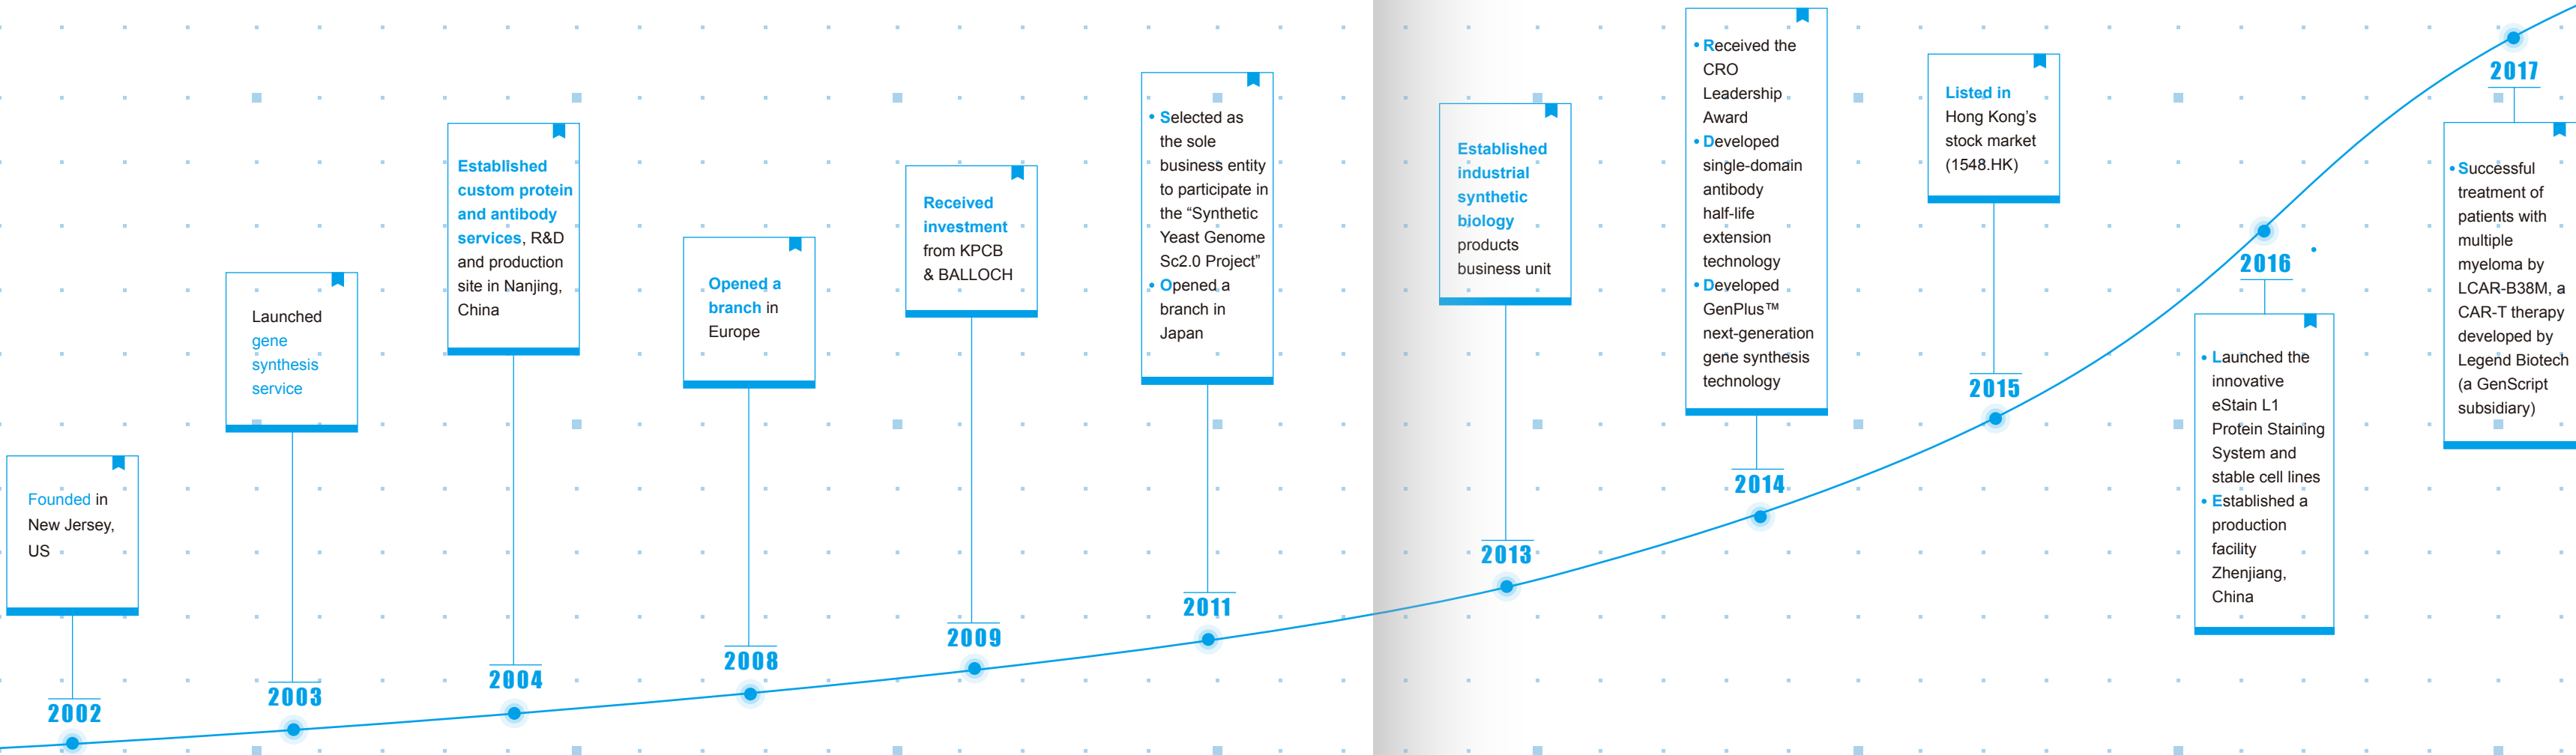 Founded in
New Jersey,
US
2002
Launched
gene
synthesis
service
2003
Established
custom protein
and antibody
services, R&D
and production
site in Nanjing,
China
2004
Opened a
branch in
Europe
2008
Received
investment
from KPCB
& BALLOCH
2009
• Selected as
the sole
business entity
to participate in
the “Synthetic
Yeast Genome
Sc2.0 Project”
• Opened a
branch in
Japan
2011
Established
industrial
synthetic
biology
products
business unit
2013
• Received the
CRO
Leadership
Award
• Developed
single-domain
antibody
half-life
extension
technology
• Developed
GenPlus™
next-generation
gene synthesis
technology
2014
Listed in
Hong Kong’s
stock market
(1548.HK)
2015
2016
• Launched the
innovative
eStain L1
Protein Staining
System and
stable cell lines
• Established a
production
facility
Zhenjiang,
China
2017
• Successful
treatment of
patients with
multiple
myeloma by
LCAR-B38M, a
CAR-T therapy
developed by
Legend Biotech
(a GenScript
subsidiary)